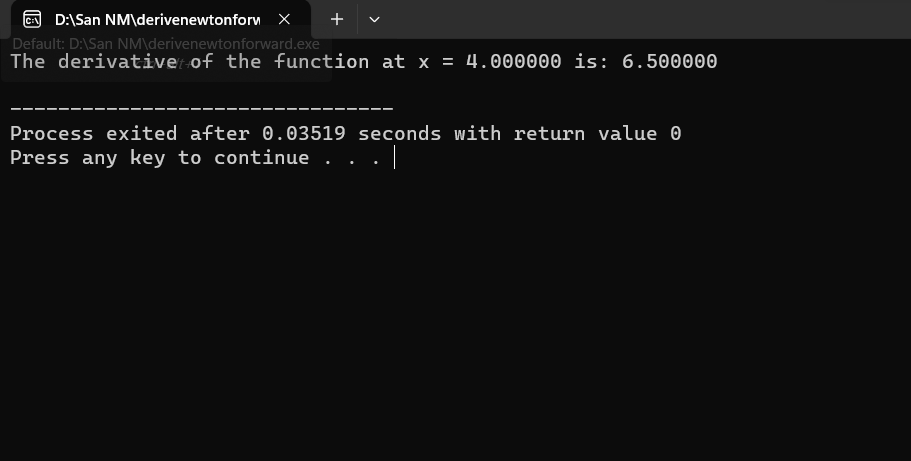 D:\San NM\derivenewtonforw
Default: D:\San NM\derivenewtonforward.exe
The derivative of the function at x = 4.000000 is: 6.500000
--------------------------------
Process exited after 0.03519 seconds with return value 0
Press any key to continue . . .